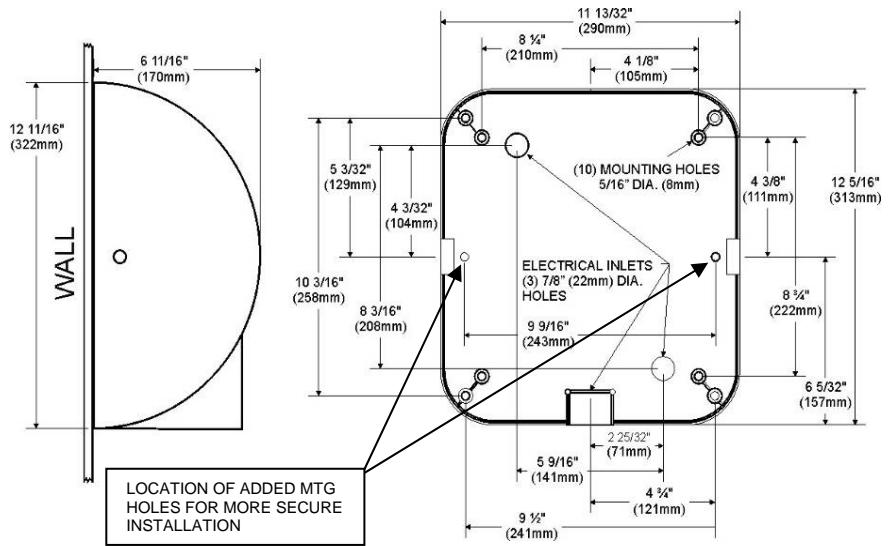 6 11/16"
(170mm)
12 11/16"
(322mm)
WALL
11 13/32"
(290mm)
8 ¼"
(210mm)
4 1/8"
(105mm)
5 3/32"
(129mm)
4 3/32"
(104mm)
10 3/16"
(258mm)
8 3/16"
(208mm)
(10) MOUNTING HOLES
5/16" DIA. (8mm)
4 3/8"
(111mm)
12 5/16"
(313mm)
ELECTRICAL INLETS
(3) 7/8" (22mm) DIA.
HOLES
9 9/16"
(243mm)
8 ¾"
(222mm)
6 5/32"
(157mm)
2 25/32"
(71mm)
5 9/16"
(141mm)
4 ¾"
(121mm)
9 ½"
(241mm)
LOCATION OF ADDED MTG
HOLES FOR MORE SECURE
INSTALLATION